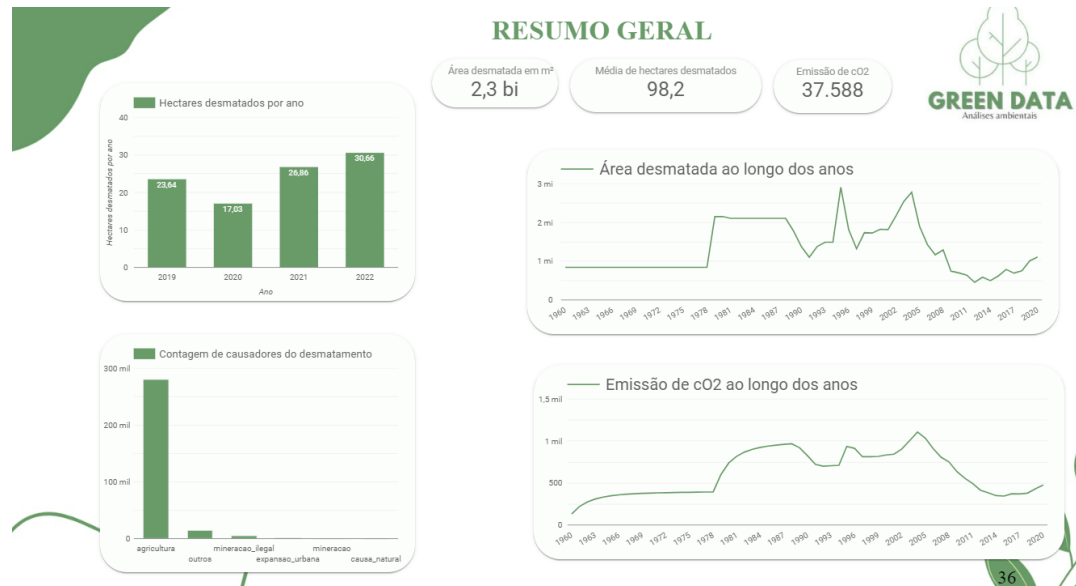 RESUMO GERAL
Área desmatada em m²
2,3 bi
Média de hectares desmatados
98,2
Emissão de cO2
37.588
GREEN DATA
Análises ambientais
Hectares desmatados por ano
Hectares desmatados por ano
40
30
20
10
0
23,64
17,03
26,86
30,66
2019 2020 2021 2022
Ano
Área desmatada ao longo dos anos
3 mi
2 mi
1 mi
0
1960 1963 1966 1969 1972 1975 1978 1981 1984 1987 1990 1993 1996 1999 2002 2005 2008 2011 2014 2017 2020
Contagem de causadores do desmatamento
300 mil
200 mil
100 mil
0
agricultura mineracao_ilegal mineracao
outros expansao_urbana causa_natural
Emissão de cO2 ao longo dos anos
1,5 mil
1 mil
500
0
1960 1963 1966 1969 1972 1975 1978 1981 1984 1987 1990 1993 1996 1999 2002 2005 2008 2011 2014 2017 2020
36